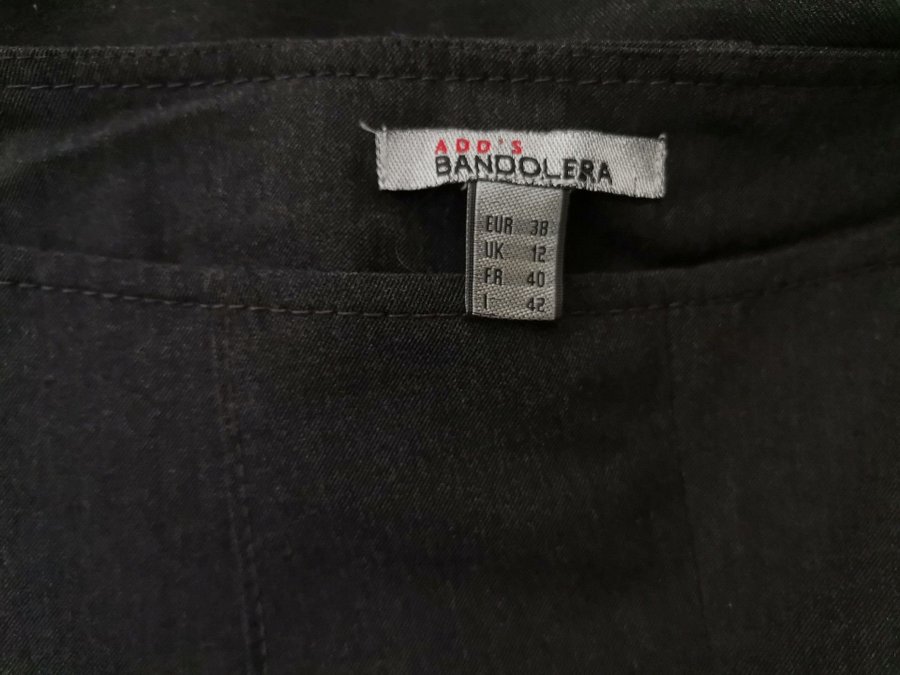 ADD'S
BANDOLERA
EUR 38
UK 12
FR 40
I 42